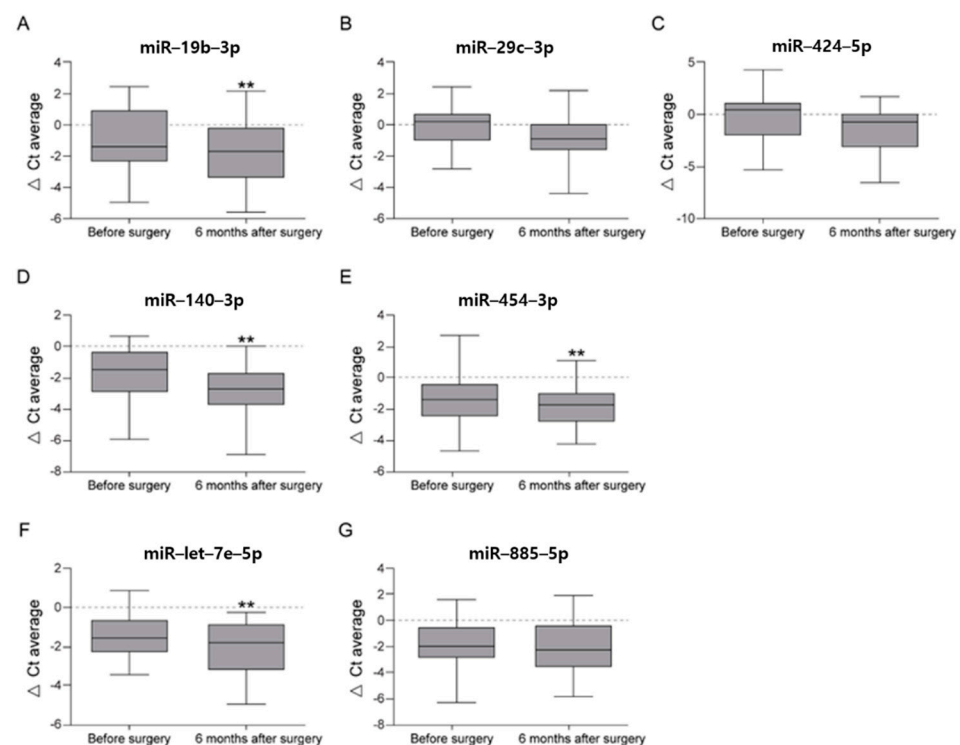 A
miR–19b–3p
△ Ct average
4
2
0
-2
-4
-6
**
Before surgery
6 months after surgery
B
miR–29c–3p
△ Ct average
4
2
0
-2
-4
-6
Before surgery
6 months after surgery
C
miR–424–5p
△ Ct average
5
0
-5
-10
Before surgery
6 months after surgery
D
miR–140–3p
△ Ct average
2
0
-2
-4
-6
-8
**
Before surgery
6 months after surgery
E
miR–454–3p
△ Ct average
4
2
0
-2
-4
-6
**
Before surgery
6 months after surgery
F
miR–let–7e–5p
△ Ct average
2
0
-2
-4
-6
**
Before surgery
6 months after surgery
G
miR–885–5p
△ Ct average
4
2
0
-2
-4
-6
-8
Before surgery
6 months after surgery